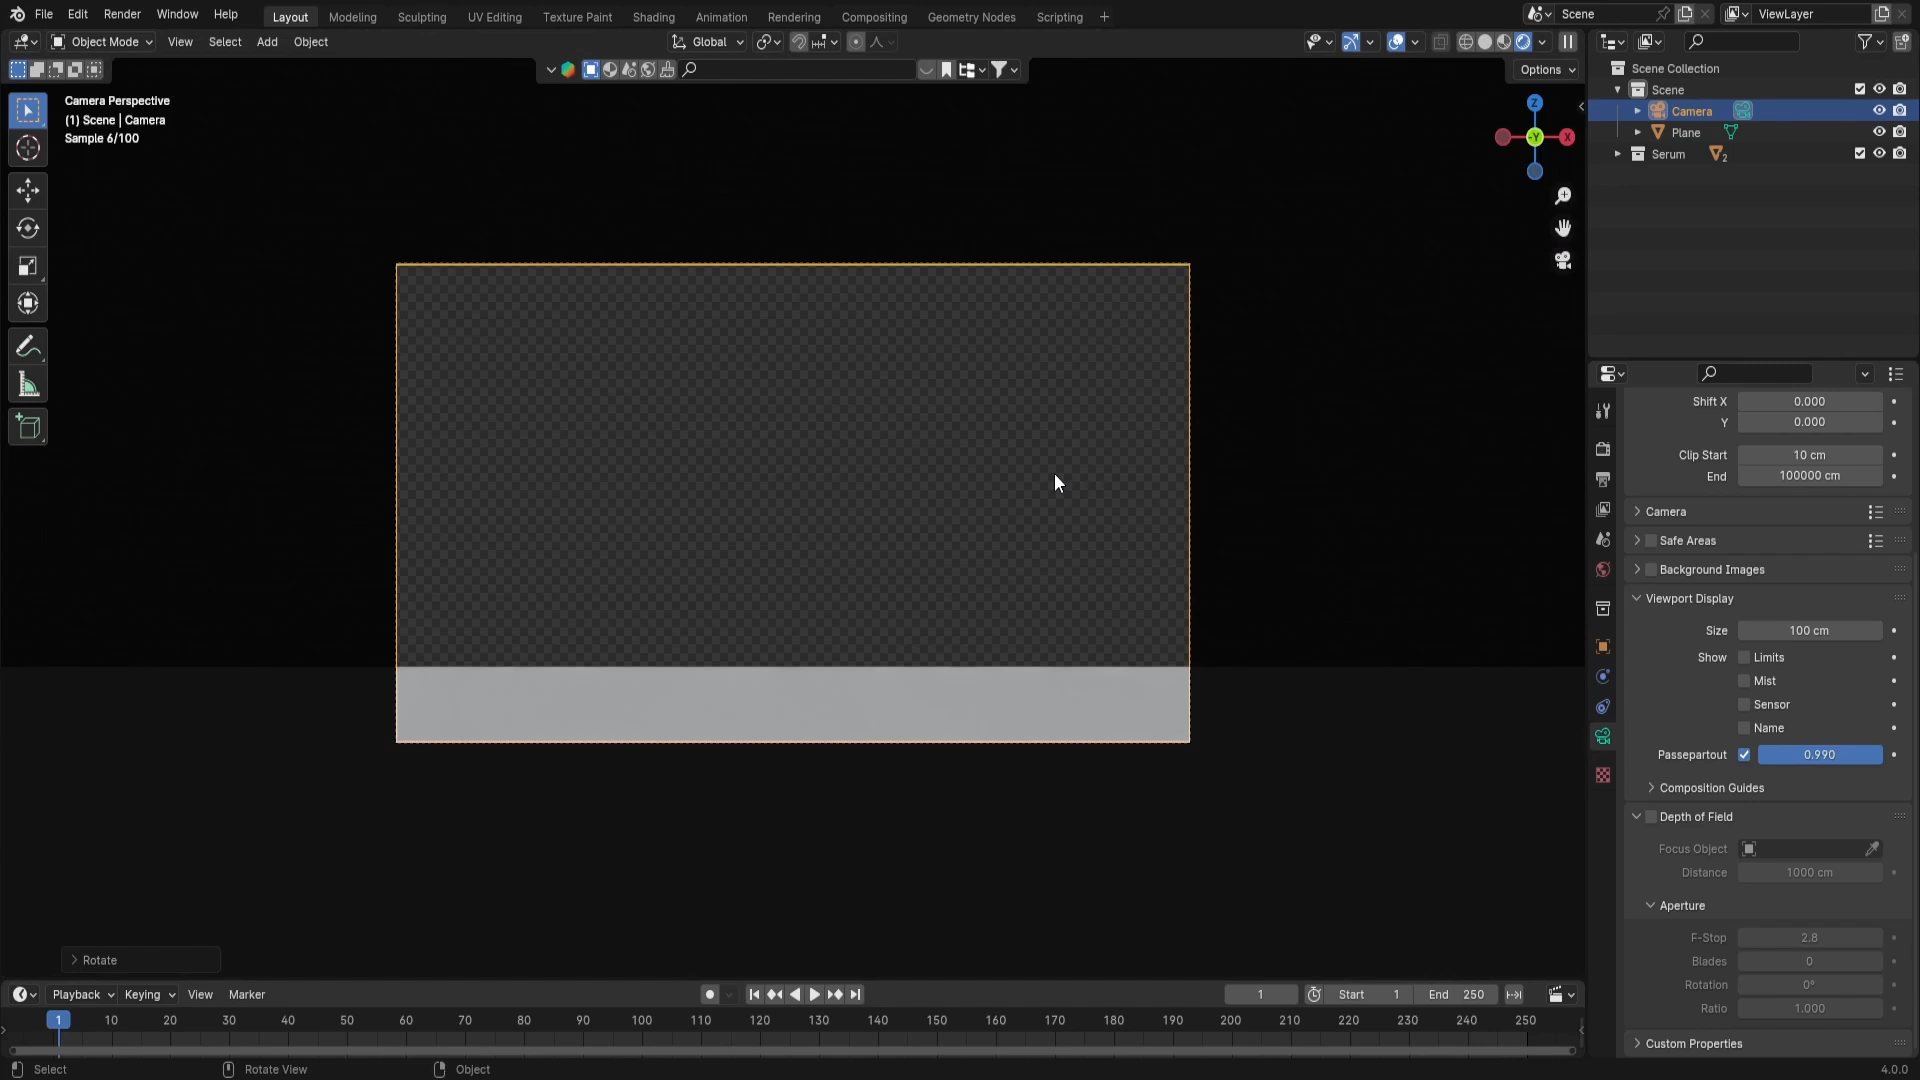 File Edit Render Window Help
Layout Modeling Sculpting UV Editing Texture Paint Shading Animation Rendering Compositing Geometry Nodes Scripting +
Scene
ViewLayer
Object Mode View Select Add Object
Global
Options
Camera Perspective
(1) Scene | Camera
Sample 6/100
Z
-Y
X
Scene Collection
Scene
Camera
Plane
Serum 2
Shift X 0.000
Y 0.000
Clip Start 10 cm
End 100000 cm
Camera
Safe Areas
Background Images
Viewport Display
Size 100 cm
Show Limits
Mist
Sensor
Name
Passepartout 0.990
Composition Guides
Depth of Field
Focus Object
Distance 1000 cm
Aperture
F-Stop 2.8
Blades 0
Rotation 0°
Ratio 1.000
Custom Properties
Rotate
Playback Keying View Marker
1 Start 1 End 250
1 10 20 30 40 50 60 70 80 90 100 110 120 130 140 150 160 170 180 190 200 210 220 230 240 250
Select Rotate View Object
4.0.0